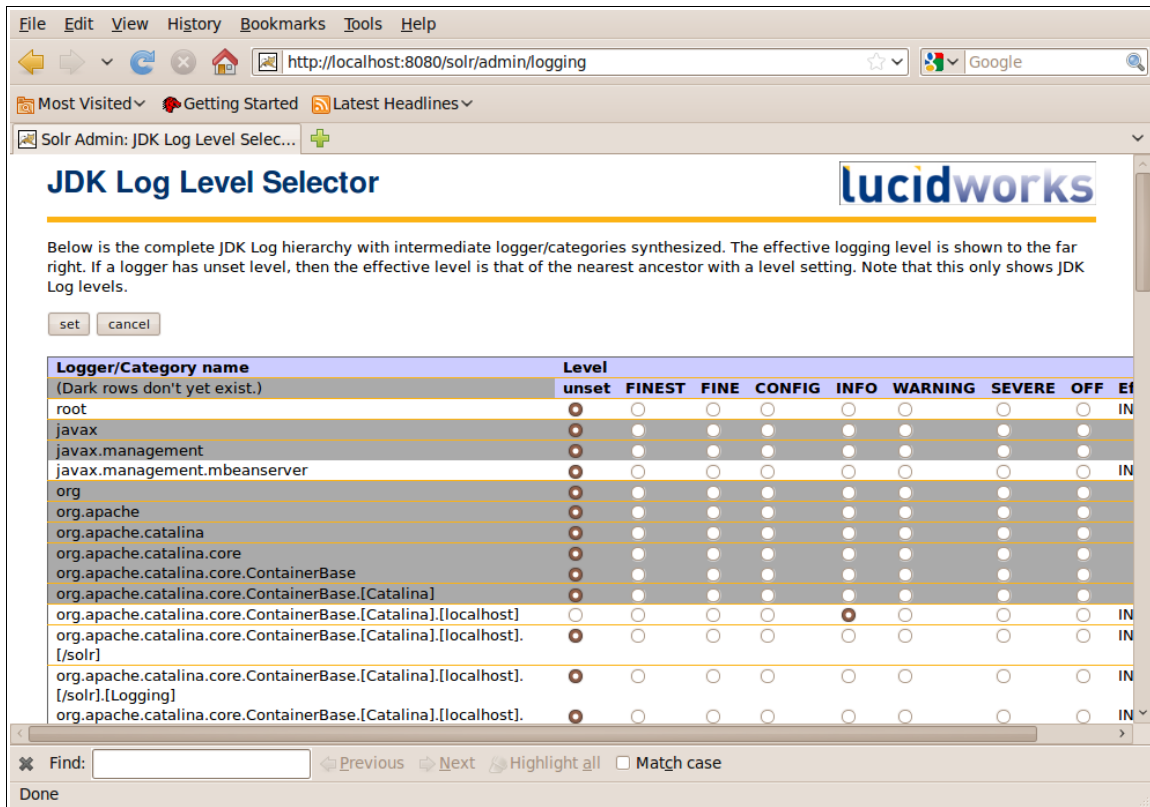 File Edit View History Bookmarks Tools Help
http://localhost:8080/solr/admin/logging
Google
Most Visited Getting Started Latest Headlines
Solr Admin: JDK Log Level Selec...
JDK Log Level Selector
lucidworks
Below is the complete JDK Log hierarchy with intermediate logger/categories synthesized. The effective logging level is shown to the far
right. If a logger has unset level, then the effective level is that of the nearest ancestor with a level setting. Note that this only shows JDK
Log levels.
set cancel
Logger/Category name Level
(Dark rows don't yet exist.) unset FINEST FINE CONFIG INFO WARNING SEVERE OFF Ef
root IN
javax
javax.management
javax.management.mbeanserver IN
org
org.apache
org.apache.catalina
org.apache.catalina.core
org.apache.catalina.core.ContainerBase
org.apache.catalina.core.ContainerBase.[Catalina]
org.apache.catalina.core.ContainerBase.[Catalina].[localhost] IN
org.apache.catalina.core.ContainerBase.[Catalina].[localhost]. IN
[/solr]
org.apache.catalina.core.ContainerBase.[Catalina].[localhost]. IN
[/solr].[Logging]
org.apache.catalina.core.ContainerBase.[Catalina].[localhost]. IN
Find: Previous Next Highlight all Match case
Done